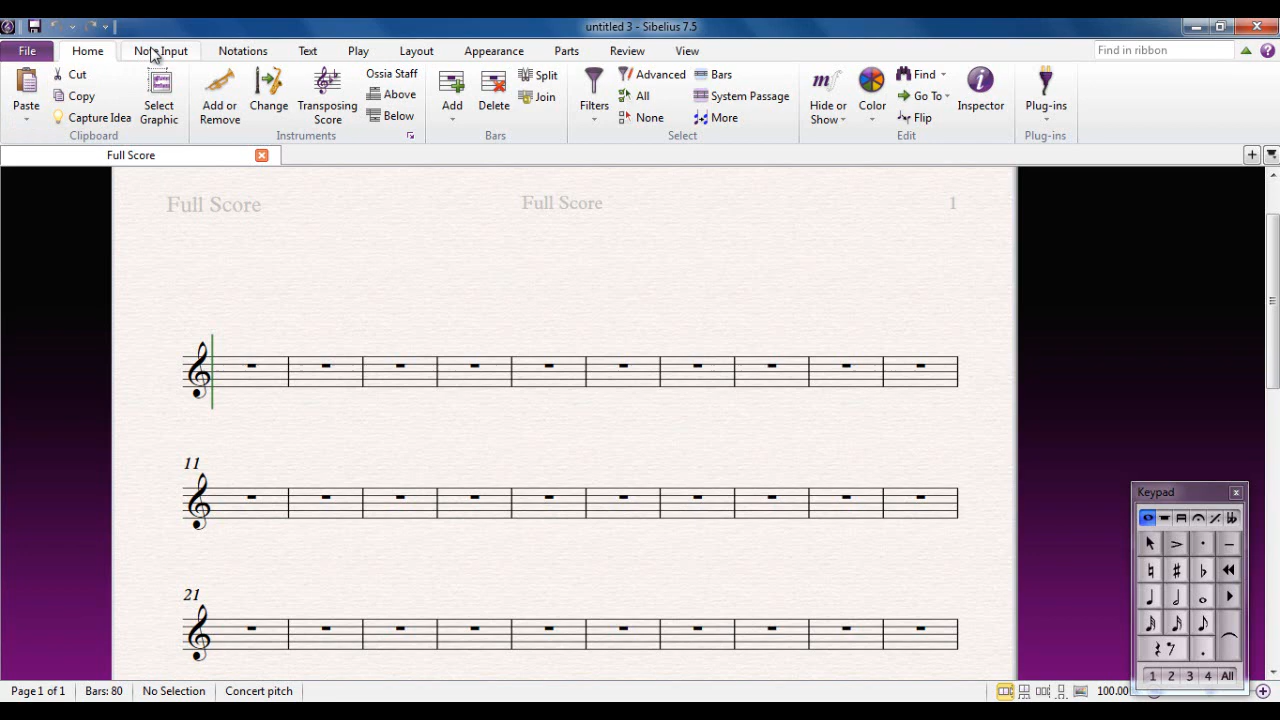 untitled 3 - Sibelius 7.5
File Home Note Input Notations Text Play Layout Appearance Parts Review View Find in ribbon
Paste Cut Copy Capture Idea Select Graphic Clipboard
Add or Remove Change Transposing Score Ossia Staff Above Below Instruments
Add Delete Split Join Bars
Filters Advanced All None Bars System Passage More Select
Hide or Show Color Find Go To Flip Inspector Edit
Plug-ins Plug-ins
Full Score
Full Score Full Score 1
11
21
Keypad
1 2 3 4 All
Page 1 of 1 Bars: 80 No Selection Concert pitch 100.00